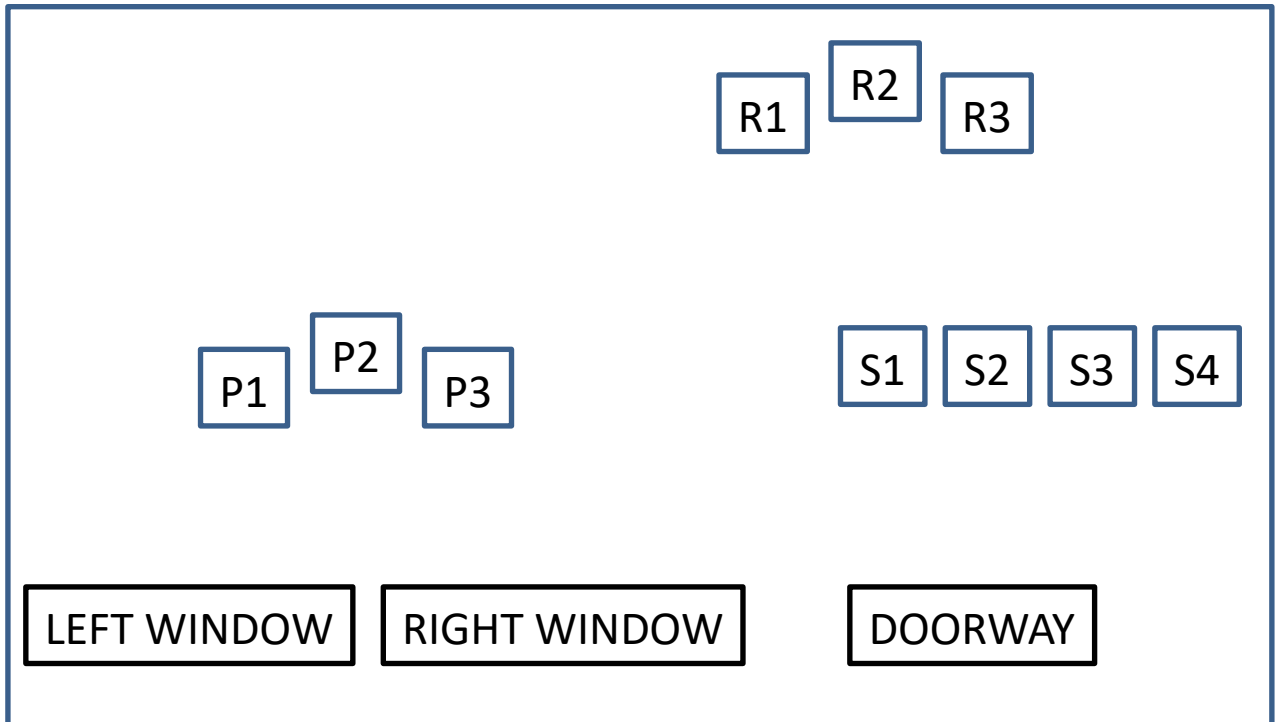 R1 R2 R3
P1 P2 P3
S1 S2 S3 S4
LEFT WINDOW
RIGHT WINDOW
DOORWAY